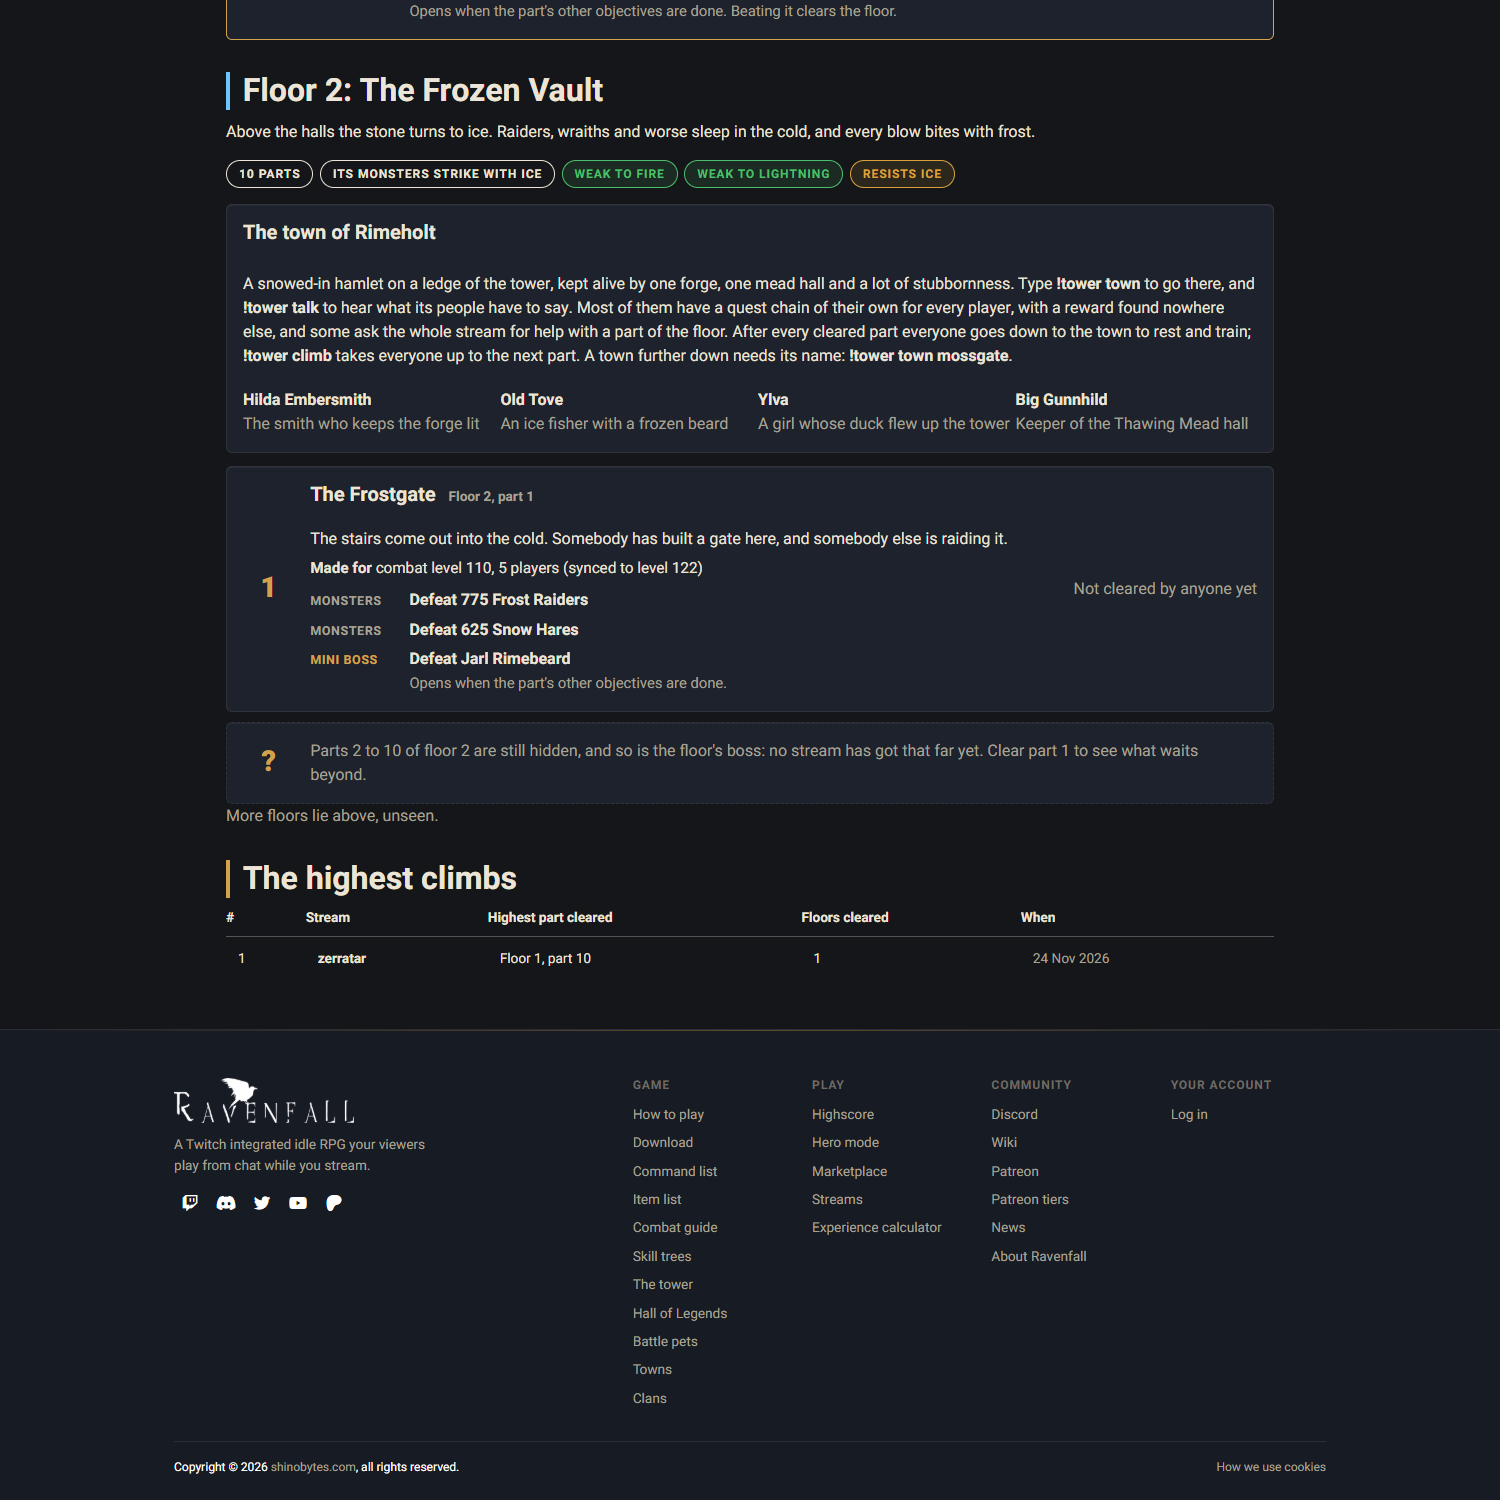 Opens when the part's other objectives are done. Beating it clears the floor.
Floor 2: The Frozen Vault
Above the halls the stone turns to ice. Raiders, wraiths and worse sleep in the cold, and every blow bites with frost.
10 PARTS
ITS MONSTERS STRIKE WITH ICE
WEAK TO FIRE
WEAK TO LIGHTNING
RESISTS ICE
The town of Rimeholt
A snowed-in hamlet on a ledge of the tower, kept alive by one forge, one mead hall and a lot of stubbornness. Type !tower town to go there, and
!tower talk to hear what its people have to say. Most of them have a quest chain of their own for every player, with a reward found nowhere
else, and some ask the whole stream for help with a part of the floor. After every cleared part everyone goes down to the town to rest and train;
!tower climb takes everyone up to the next part. A town further down needs its name: !tower town mossgate.
Hilda Embersmith
The smith who keeps the forge lit
Old Tove
An ice fisher with a frozen beard
Ylva
A girl whose duck flew up the tower
Big Gunnhild
Keeper of the Thawing Mead hall
1
The Frostgate Floor 2, part 1
The stairs come out into the cold. Somebody has built a gate here, and somebody else is raiding it.
Made for combat level 110, 5 players (synced to level 122)
MONSTERS Defeat 775 Frost Raiders
MONSTERS Defeat 625 Snow Hares
MINI BOSS Defeat Jarl Rimebeard
Opens when the part's other objectives are done.
Not cleared by anyone yet
?
Parts 2 to 10 of floor 2 are still hidden, and so is the floor's boss: no stream has got that far yet. Clear part 1 to see what waits
beyond.
More floors lie above, unseen.
The highest climbs
# Stream Highest part cleared Floors cleared When
1 zerratar Floor 1, part 10 1 24 Nov 2026
RAVENFALL
A Twitch integrated idle RPG your viewers
play from chat while you stream.
GAME
How to play
Download
Command list
Item list
Combat guide
Skill trees
The tower
Hall of Legends
Battle pets
Towns
Clans
PLAY
Highscore
Hero mode
Marketplace
Streams
Experience calculator
COMMUNITY
Discord
Wiki
Patreon
Patreon tiers
News
About Ravenfall
YOUR ACCOUNT
Log in
Copyright © 2026 shinobytes.com, all rights reserved.
How we use cookies